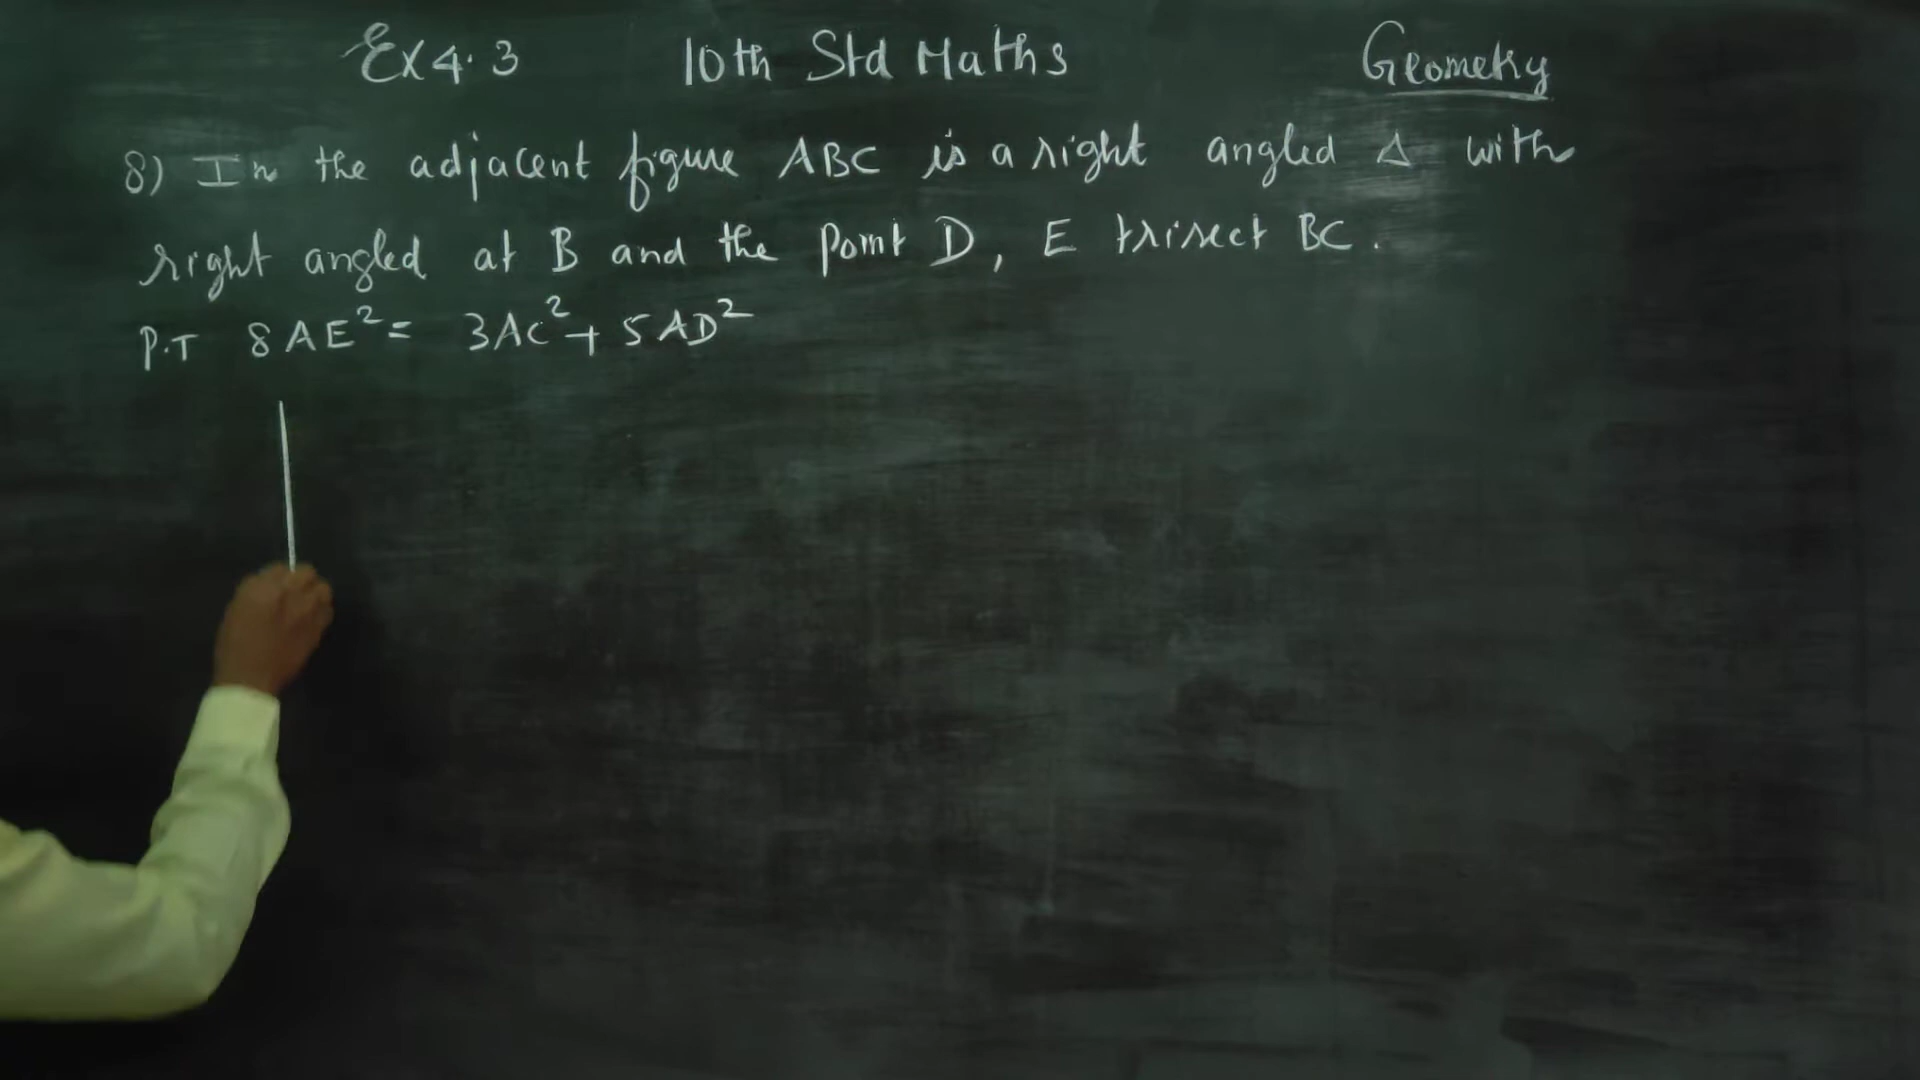 Ex 4.3 10th Std Maths Geometry
8) In the adjacent figure ABC is a right angled Δ with
right angled at B and the point D, E trisect BC.
P.T 8AE² = 3AC² + 5AD²